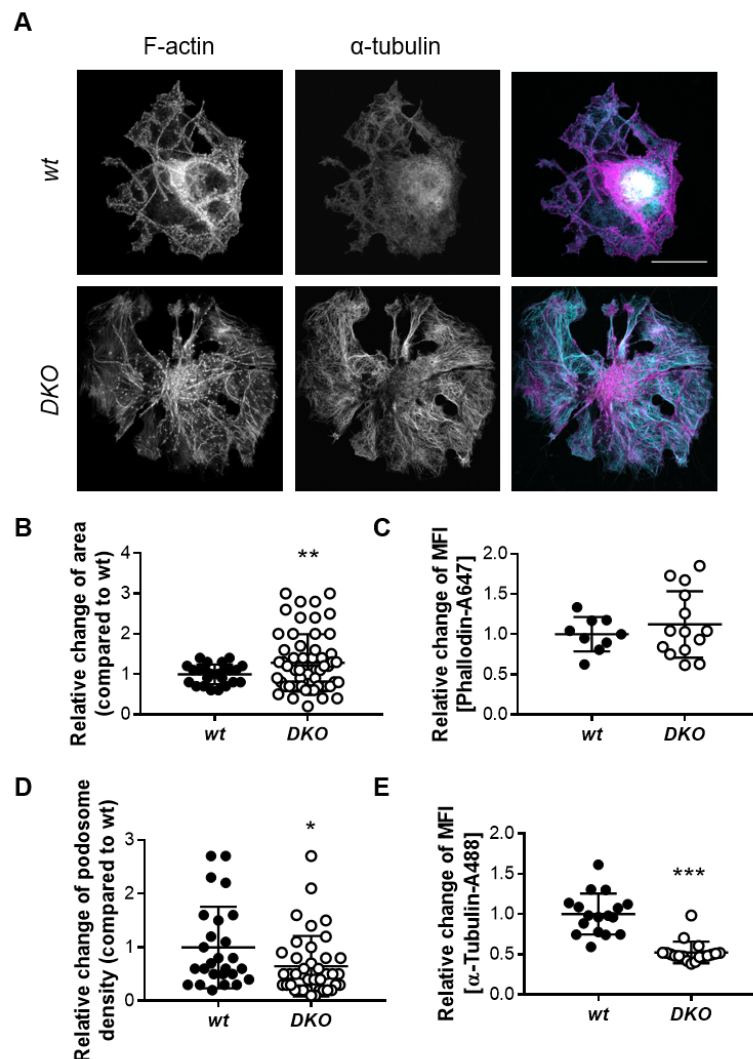 A
F-actin
α-tubulin
wt
DKO
B
Relative change of area
(compared to wt)
4
3
2
1
0
**
wt
DKO
C
Relative change of MFI
[Phallodin-A647]
2.0
1.5
1.0
0.5
0.0
wt
DKO
D
Relative change of podosome
density (compared to wt)
3
2
1
0
*
wt
DKO
E
Relative change of MFI
[α-Tubulin-A488]
2.0
1.5
1.0
0.5
0.0
***
wt
DKO